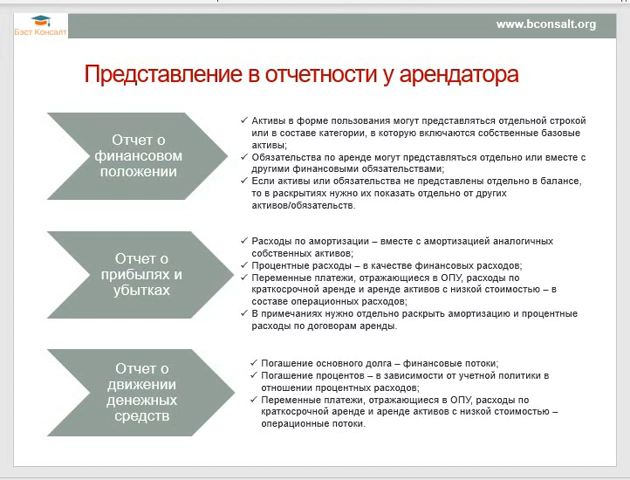 Бэст Консалт
www.bconsalt.org
Представление в отчетности у арендатора
Отчет о
финансовом
положении
✓ Активы в форме пользования могут представляться отдельной строкой
или в составе категории, в которую включаются собственные базовые
активы;
✓ Обязательства по аренде могут представляться отдельно или вместе с
другими финансовыми обязательствами;
✓ Если активы или обязательства не представлены отдельно в балансе,
то в раскрытиях нужно их показать отдельно от других
активов/обязательств.
Отчет о
прибылях и
убытках
✓ Расходы по амортизации – вместе с амортизацией аналогичных
собственных активов;
✓ Процентные расходы – в качестве финансовых расходов;
✓ Переменные платежи, отражающиеся в ОПУ, расходы по
краткосрочной аренде и аренде активов с низкой стоимостью – в
составе операционных расходов;
✓ В примечаниях нужно отдельно раскрыть амортизацию и процентные
расходы по договорам аренды.
Отчет о
движении
денежных
средств
✓ Погашение основного долга – финансовые потоки;
✓ Погашение процентов – в зависимости от учетной политики в
отношении процентных расходов;
✓ Переменные платежи, отражающиеся в ОПУ, расходы по
краткосрочной аренде и аренде активов с низкой стоимостью –
операционные потоки.